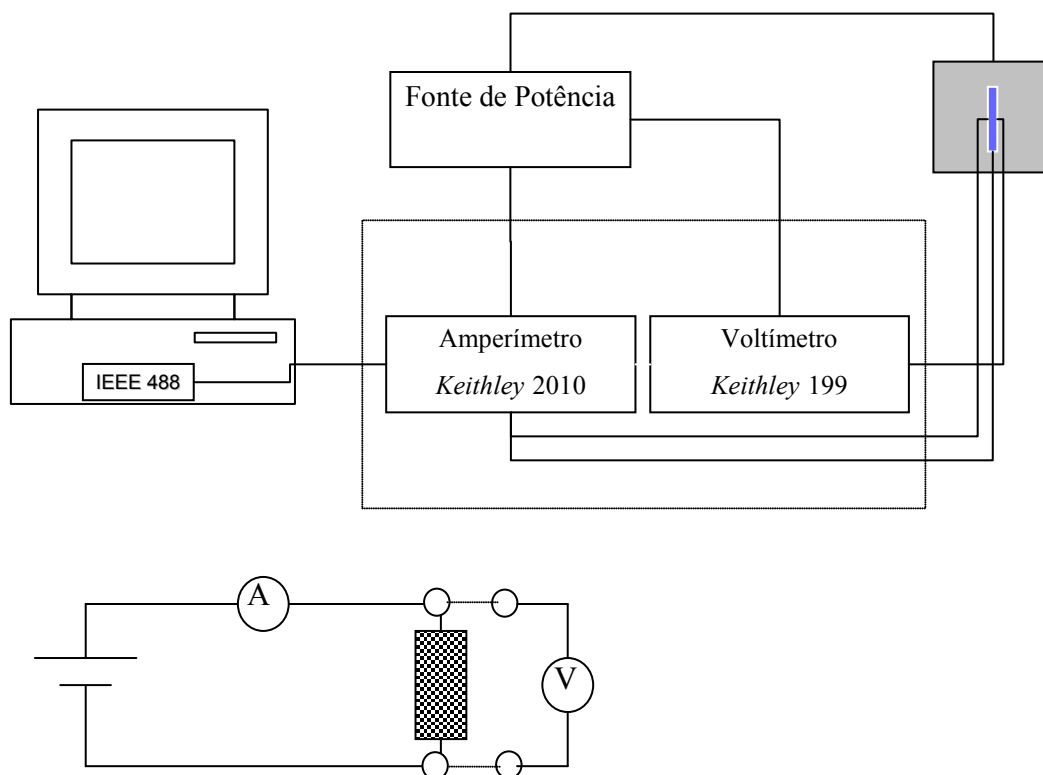 Fonte de Potência
Amperímetro
Keithley 2010
Voltímetro
Keithley 199
IEEE 488
A
V